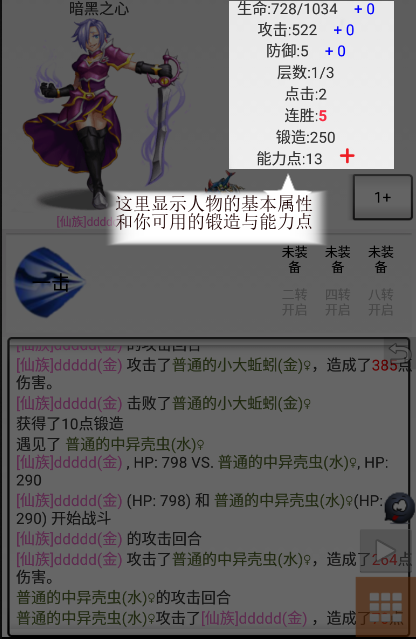 暗黑之心
生命:728/1034 + 0
攻击:522 + 0
防御:5 + 0
层数:1/3
点击:2
连胜:5
锻造:250
能力点:13 +
1+
这里显示人物的基本属性
和你可用的锻造与能力点
[仙族]dddd
一击
未装备
未装备
未装备
二转开启
四转开启
八转开启
[仙族]ddddd(金) 的攻击回合
[仙族]ddddd(金) 攻击了普通的小大蚯蚓(金)♀，造成了385点
伤害。
[仙族]ddddd(金) 击败了普通的小大蚯蚓(金)♀
获得了10点锻造
遇见了 普通的中异壳虫(水)♀
[仙族]ddddd(金) , HP: 798 VS. 普通的中异壳虫(水)♀, HP:
290
[仙族]ddddd(金) (HP: 798) 和 普通的中异壳虫(水)♀(HP:
290) 开始战斗
[仙族]ddddd(金) 的攻击回合
[仙族]ddddd(金) 攻击了普通的中异壳虫(水)♀，造成了264点
伤害。
普通的中异壳虫(水)♀的攻击回合
普通的中异壳虫(水)♀攻击了[仙族]ddddd(金) ，造成了